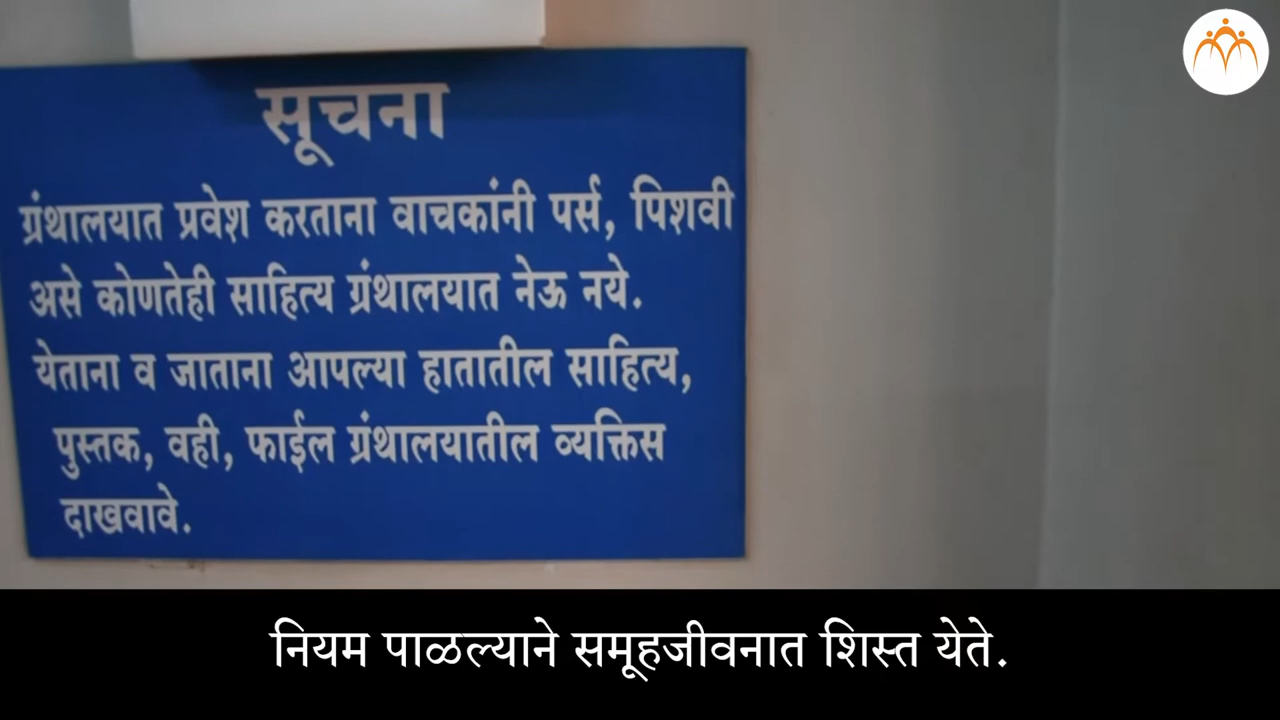 सूचना
ग्रंथालयात प्रवेश करताना वाचकांनी पर्स, पिशवी
असे कोणतेही साहित्य ग्रंथालयात नेऊ नये.
येताना व जाताना आपल्या हातातील साहित्य,
पुस्तक, वही, फाईल ग्रंथालयातील व्यक्तिस
दाखवावे.
नियम पाळल्याने समूहजीवनात शिस्त येते.